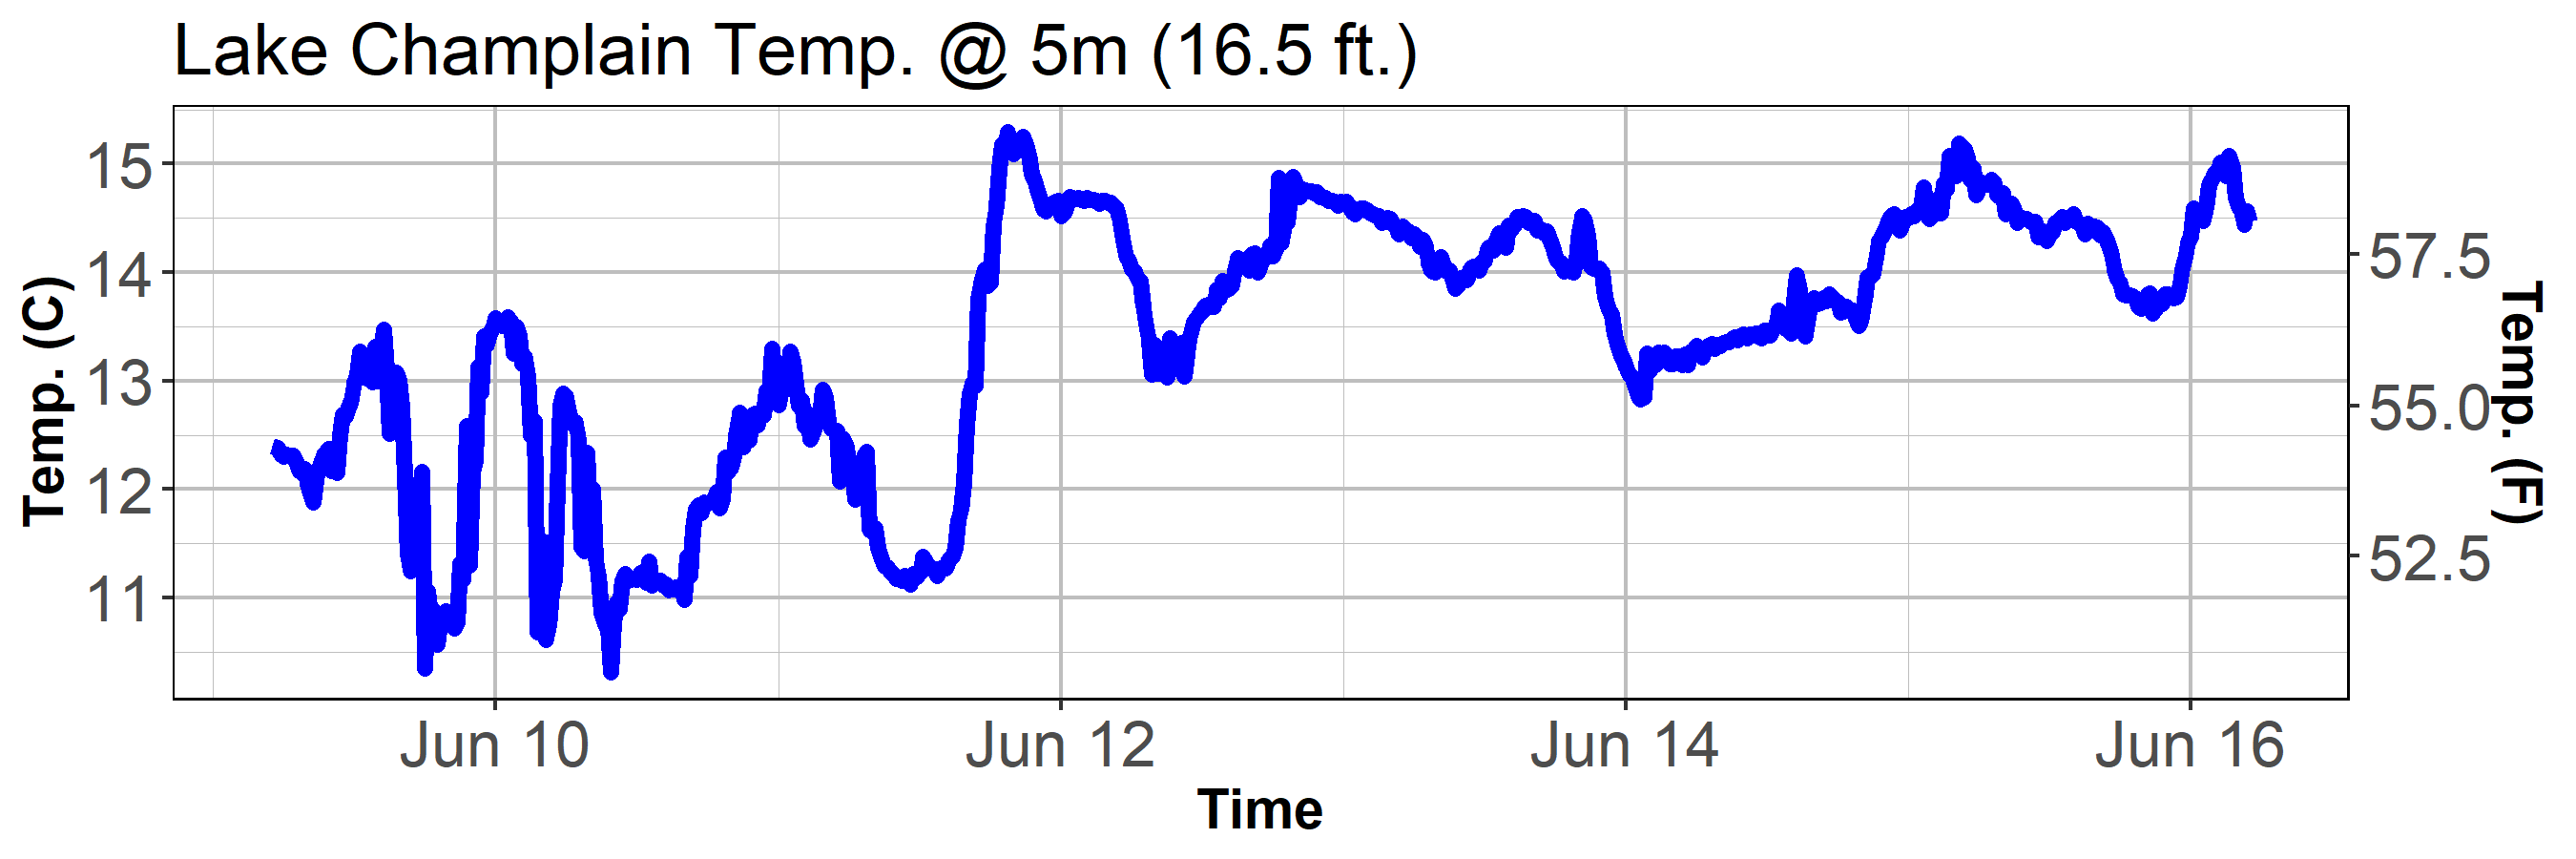 Lake Champlain Temp. @ 5m (16.5 ft.)
Temp. (C)
15
14
13
12
11
57.5
55.0
52.5
Temp. (F)
Jun 10
Jun 12
Jun 14
Jun 16
Time